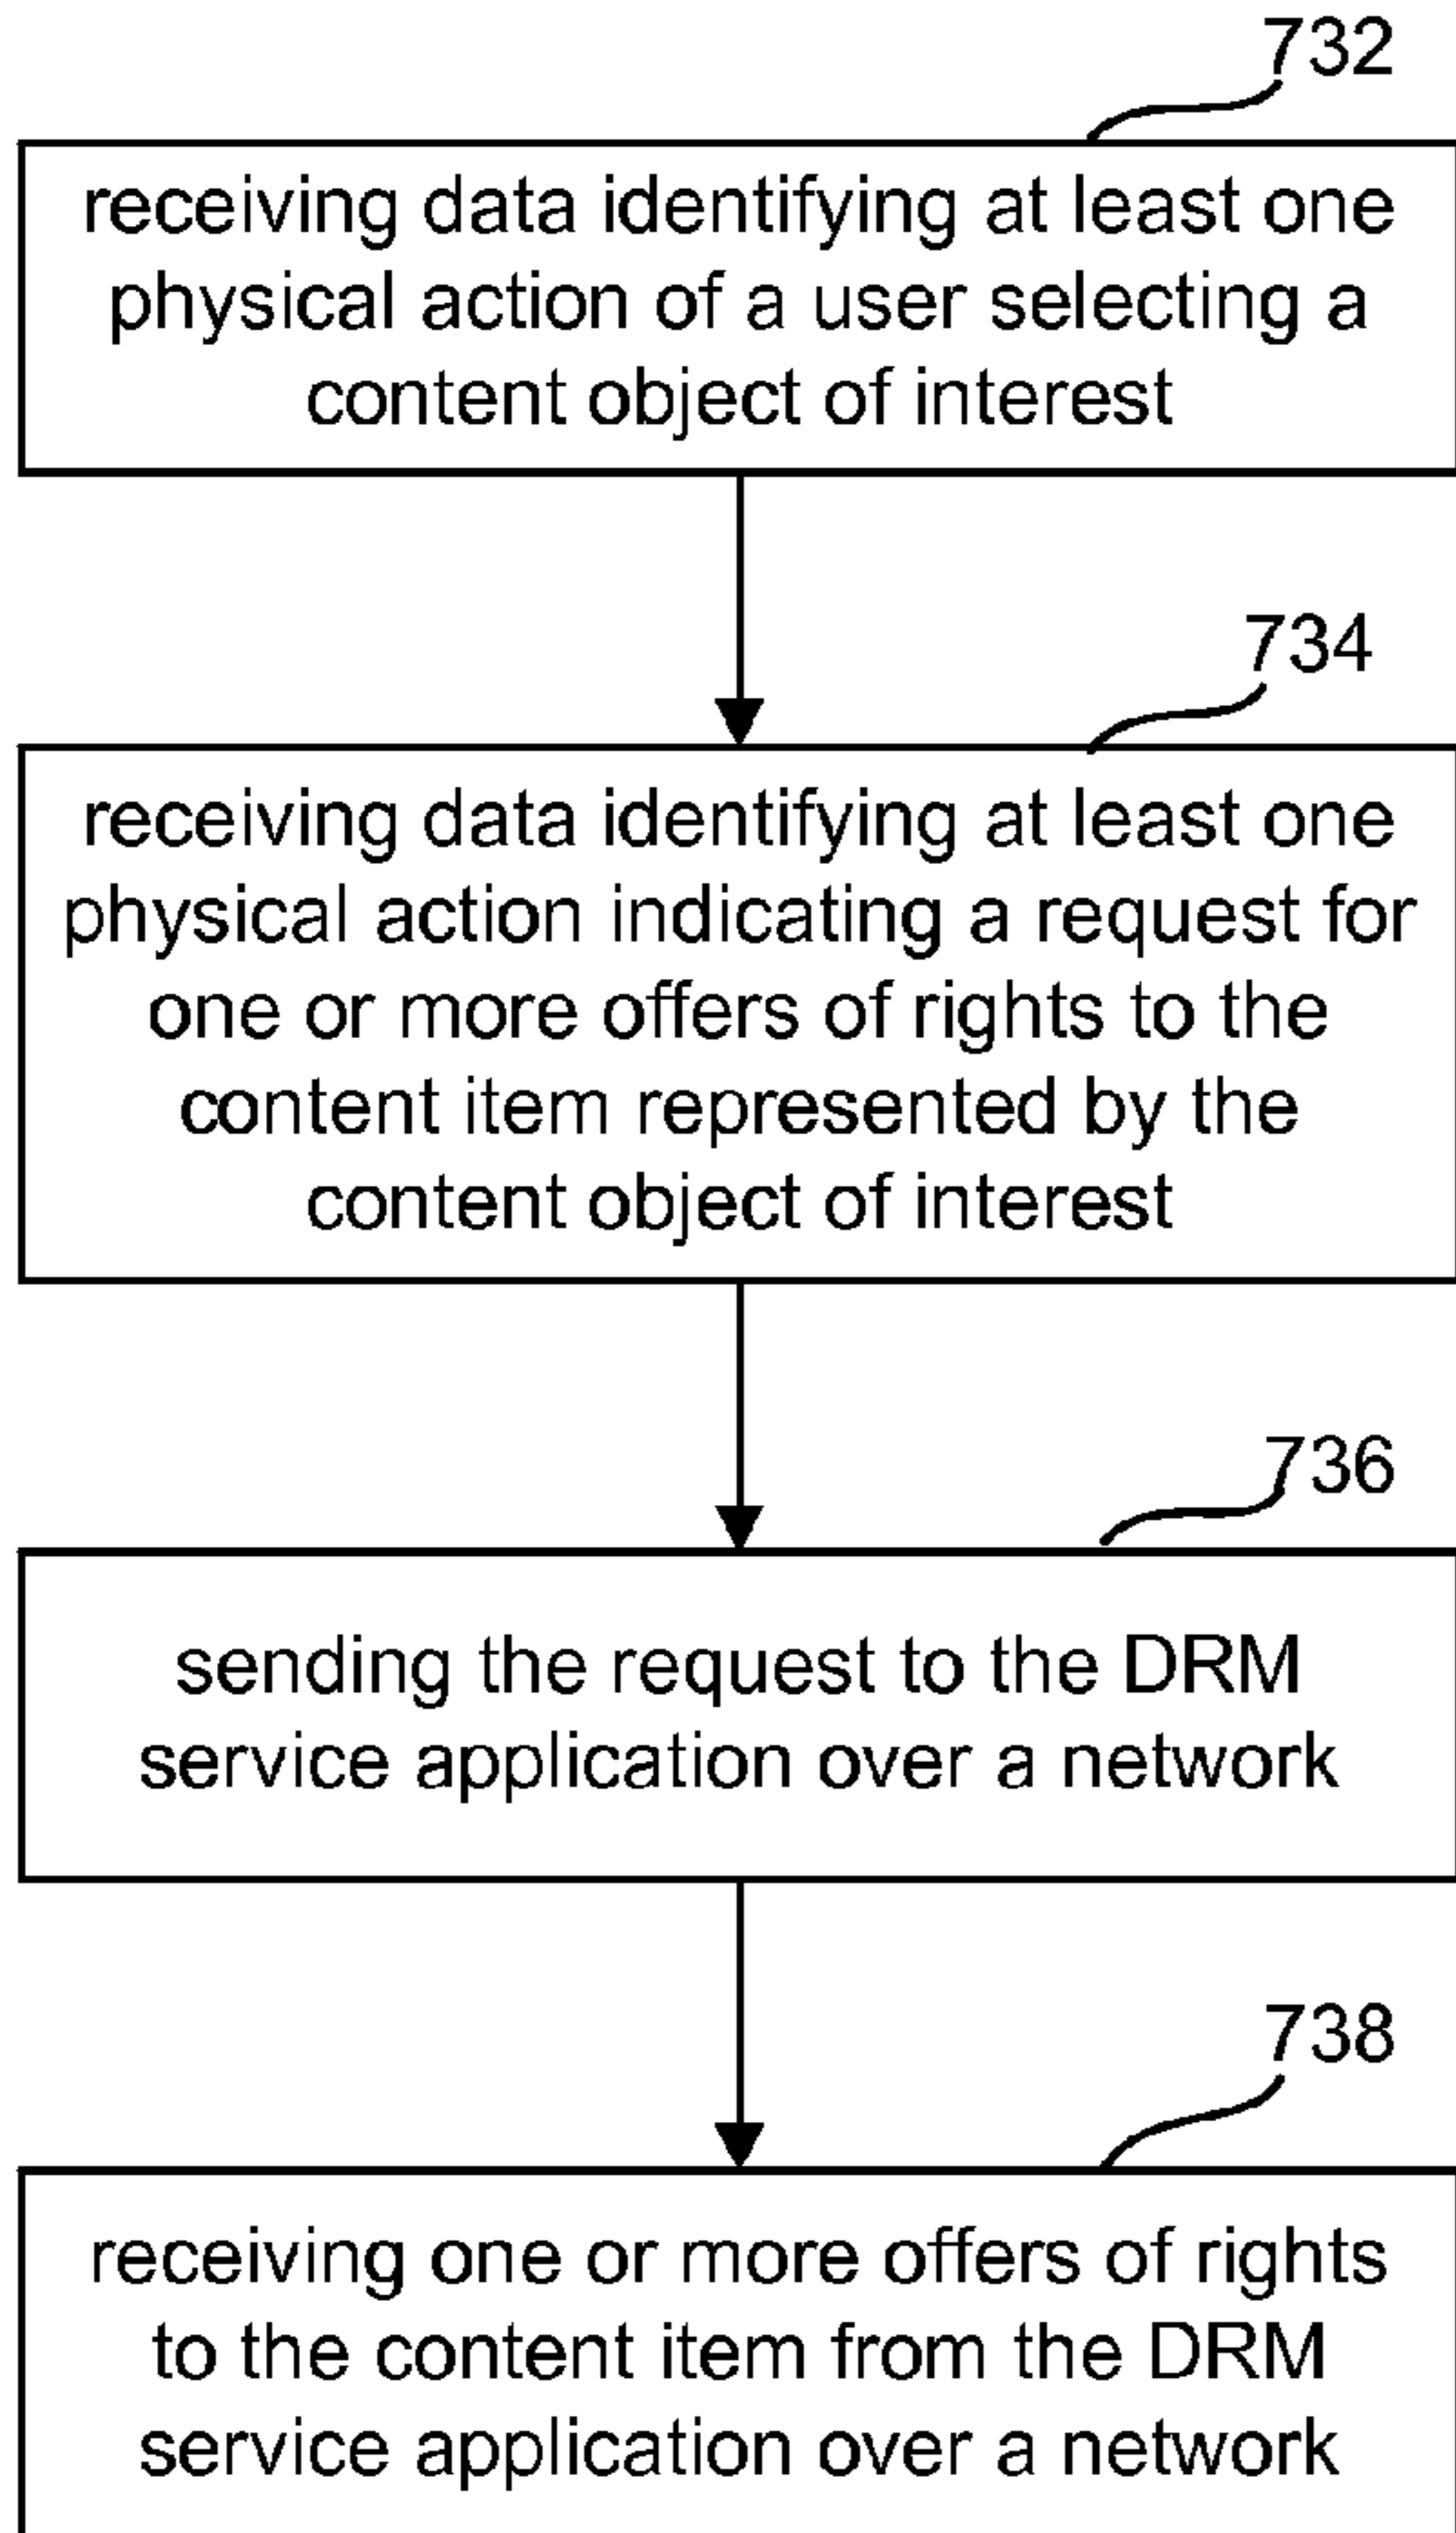 732
receiving data identifying at least one
physical action of a user selecting a
content object of interest
734
receiving data identifying at least one
physical action indicating a request for
one or more offers of rights to the
content item represented by the
content object of interest
736
sending the request to the DRM
service application over a network
738
receiving one or more offers of rights
to the content item from the DRM
service application over a network